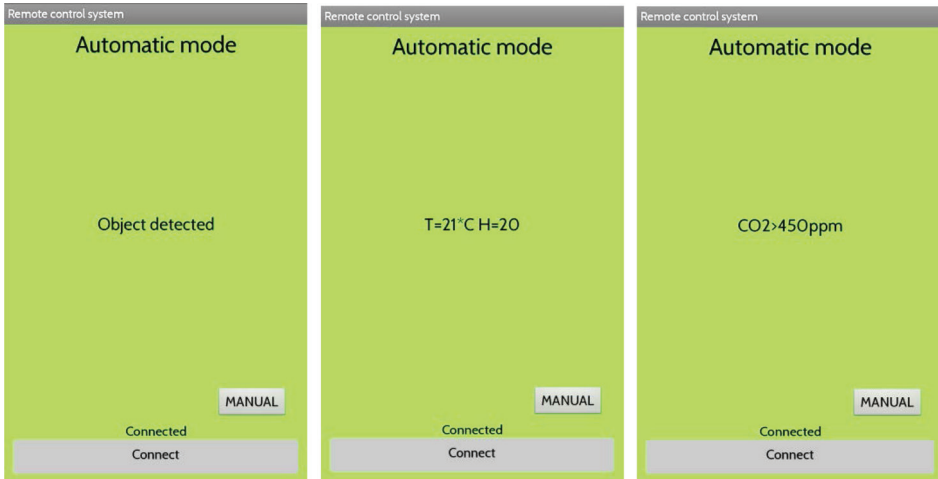 Remote control system
Automatic mode
Object detected
MANUAL
Connected
Connect
Remote control system
Automatic mode
T=21*C H=20
MANUAL
Connected
Connect
Remote control system
Automatic mode
CO2>450ppm
MANUAL
Connected
Connect